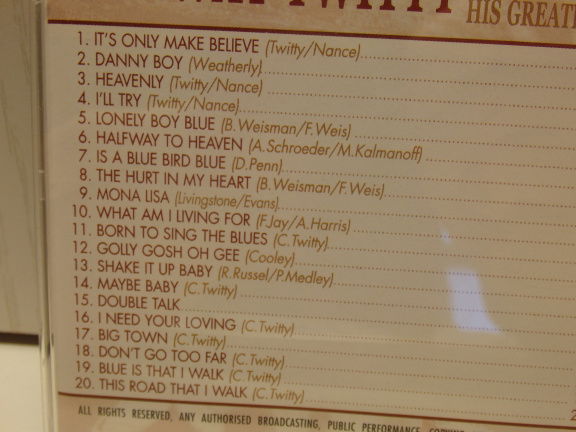 TWITTY
HIS GREAT
1. IT'S ONLY MAKE BELIEVE (Twitty/Nance)
2. DANNY BOY (Weatherly)
3. HEAVENLY (Twitty/Nance)
4. I'LL TRY (Twitty/Nance)
5. LONELY BOY BLUE (B.Weisman/F.Weis)
6. HALFWAY TO HEAVEN (A.Schroeder/M.Kalmanoff)
7. IS A BLUE BIRD BLUE (D.Penn)
8. THE HURT IN MY HEART (B.Weisman/F.Weis)
9. MONA LISA (Livingstone/Evans)
10. WHAT AM I LIVING FOR (F.Jay/A.Harris)
11. BORN TO SING THE BLUES (C.Twitty)
12. GOLLY GOSH OH GEE (Cooley)
13. SHAKE IT UP BABY (R.Russel/P.Medley)
14. MAYBE BABY (C.Twitty)
15. DOUBLE TALK
16. I NEED YOUR LOVING (C.Twitty)
17. BIG TOWN (C.Twitty)
18. DON'T GO TOO FAR (C.Twitty)
19. BLUE IS THAT I WALK (C.Twitty)
20. THIS ROAD THAT I WALK (C.Twitty)
ALL RIGHTS RESERVED, ANY AUTHORISED BROADCASTING, PUBLIC PERFORMANCE,